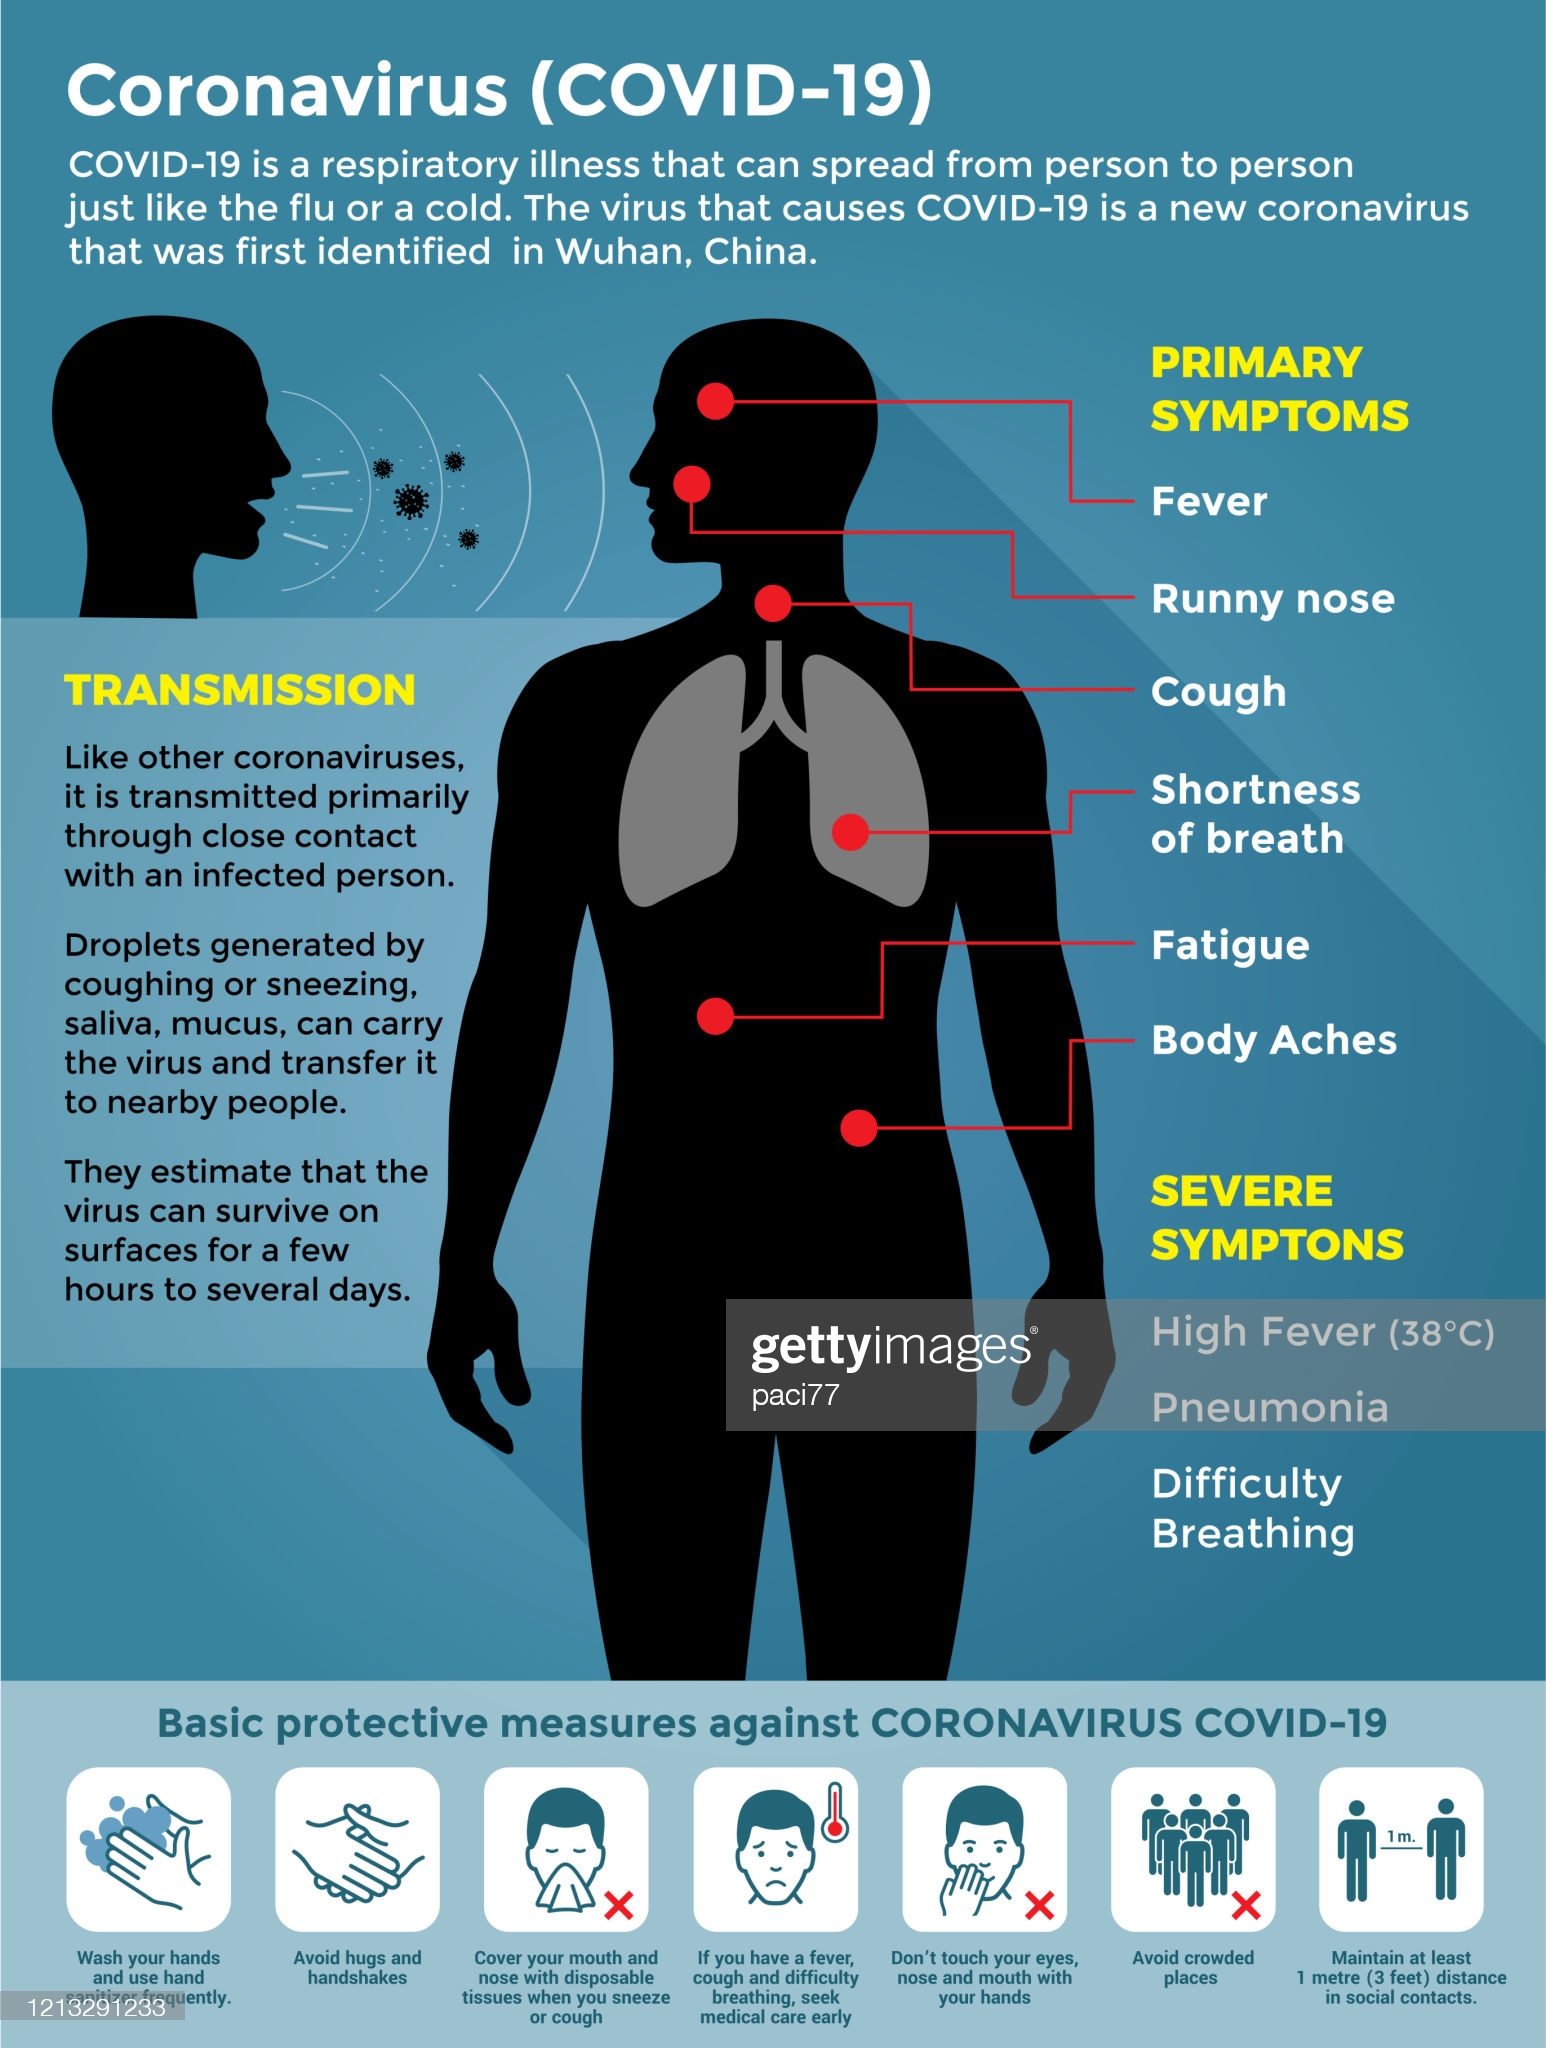 Coronavirus (COVID-19)
COVID-19 is a respiratory illness that can spread from person to person
just like the flu or a cold. The virus that causes COVID-19 is a new coronavirus
that was first identified in Wuhan, China.
PRIMARY
SYMPTOMS
Fever
Runny nose
Cough
Shortness
of breath
Fatigue
Body Aches
TRANSMISSION
Like other coronaviruses,
it is transmitted primarily
through close contact
with an infected person.
Droplets generated by
coughing or sneezing,
saliva, mucus, can carry
the virus and transfer it
to nearby people.
They estimate that the
virus can survive on
surfaces for a few
hours to several days.
SEVERE
SYMPTONS
High Fever (38°C)
Pneumonia
Difficulty
Breathing
gettyimages®
paci77
Basic protective measures against CORONAVIRUS COVID-19
1 m.
Wash your hands
and use hand
sanitizer frequently.
Avoid hugs and
handshakes
Cover your mouth and
nose with disposable
tissues when you sneeze
or cough
If you have a fever,
cough and difficulty
breathing, seek
medical care early
Don't touch your eyes,
nose and mouth with
your hands
Avoid crowded
places
Maintain at least
1 metre (3 feet) distance
in social contacts.
1213291233